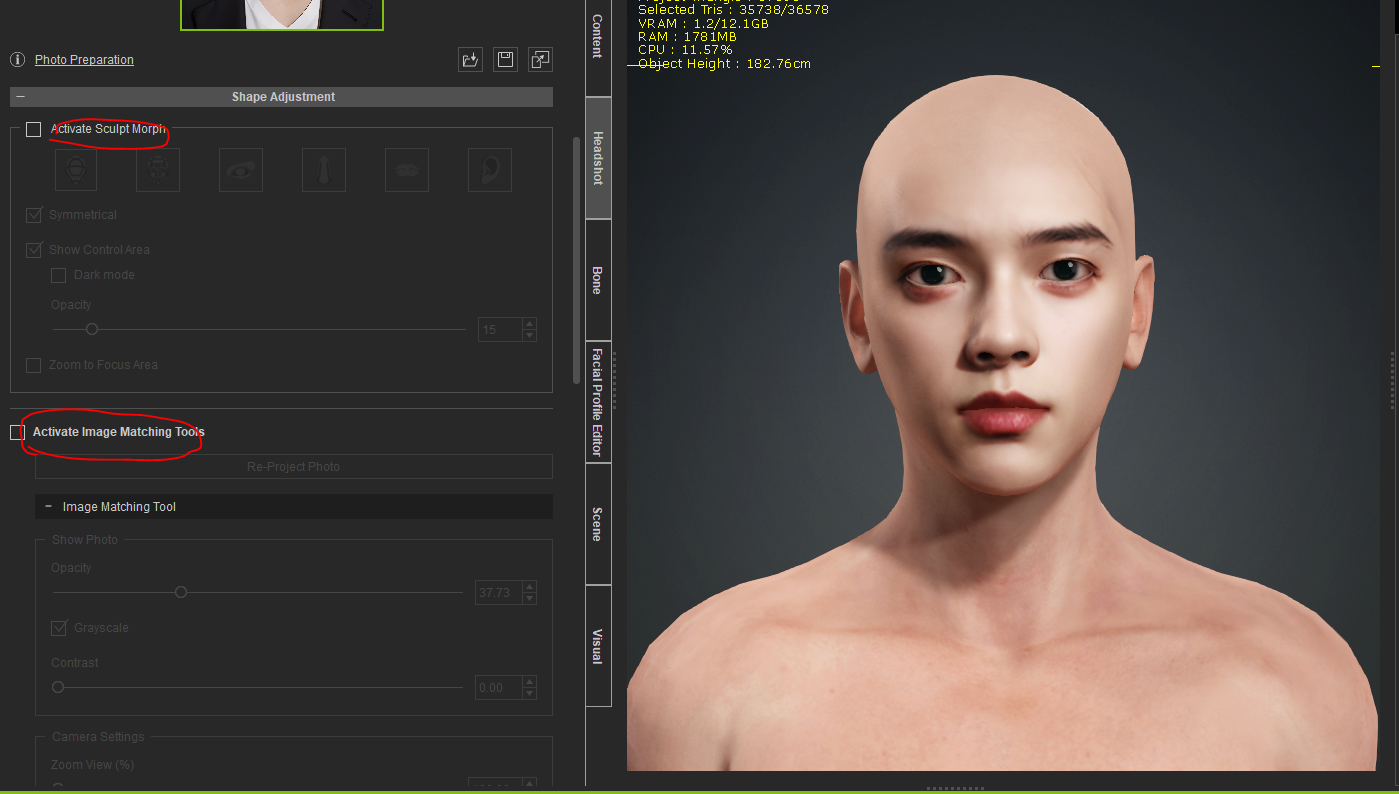 Selected Tris : 35738/36578
VRAM : 1.2/12.1GB
RAM : 1781MB
CPU : 11.57%
Object Height : 182.76cm
Photo Preparation
Shape Adjustment
Activate Sculpt Morph
Symmetrical
Show Control Area
Dark mode
Opacity
15
Zoom to Focus Area
Activate Image Matching Tools
Re-Project Photo
Image Matching Tool
Show Photo
Opacity
37.73
Grayscale
Contrast
0.00
Camera Settings
Zoom View (%)
Content
Headshot
Bone
Facial Profile Editor
Scene
Visual